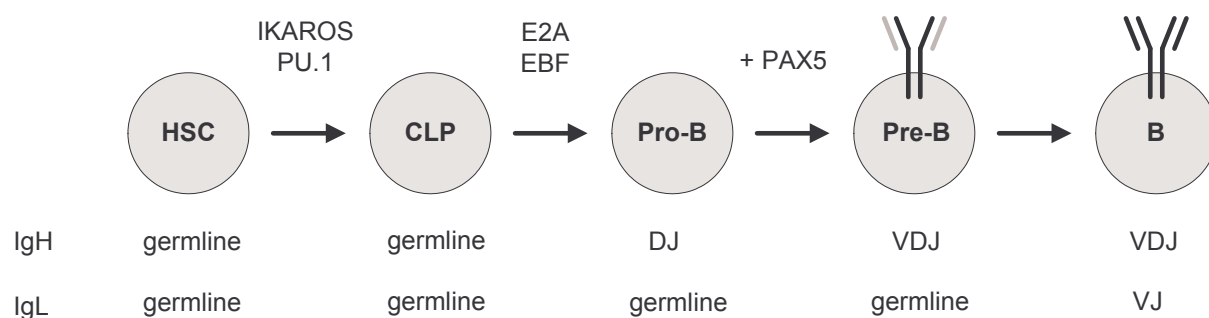 IKAROS
PU.1
E2A
EBF
+ PAX5
HSC
CLP
Pro-B
Pre-B
B
IgH germline germline DJ VDJ VDJ
IgL germline germline germline germline VJ